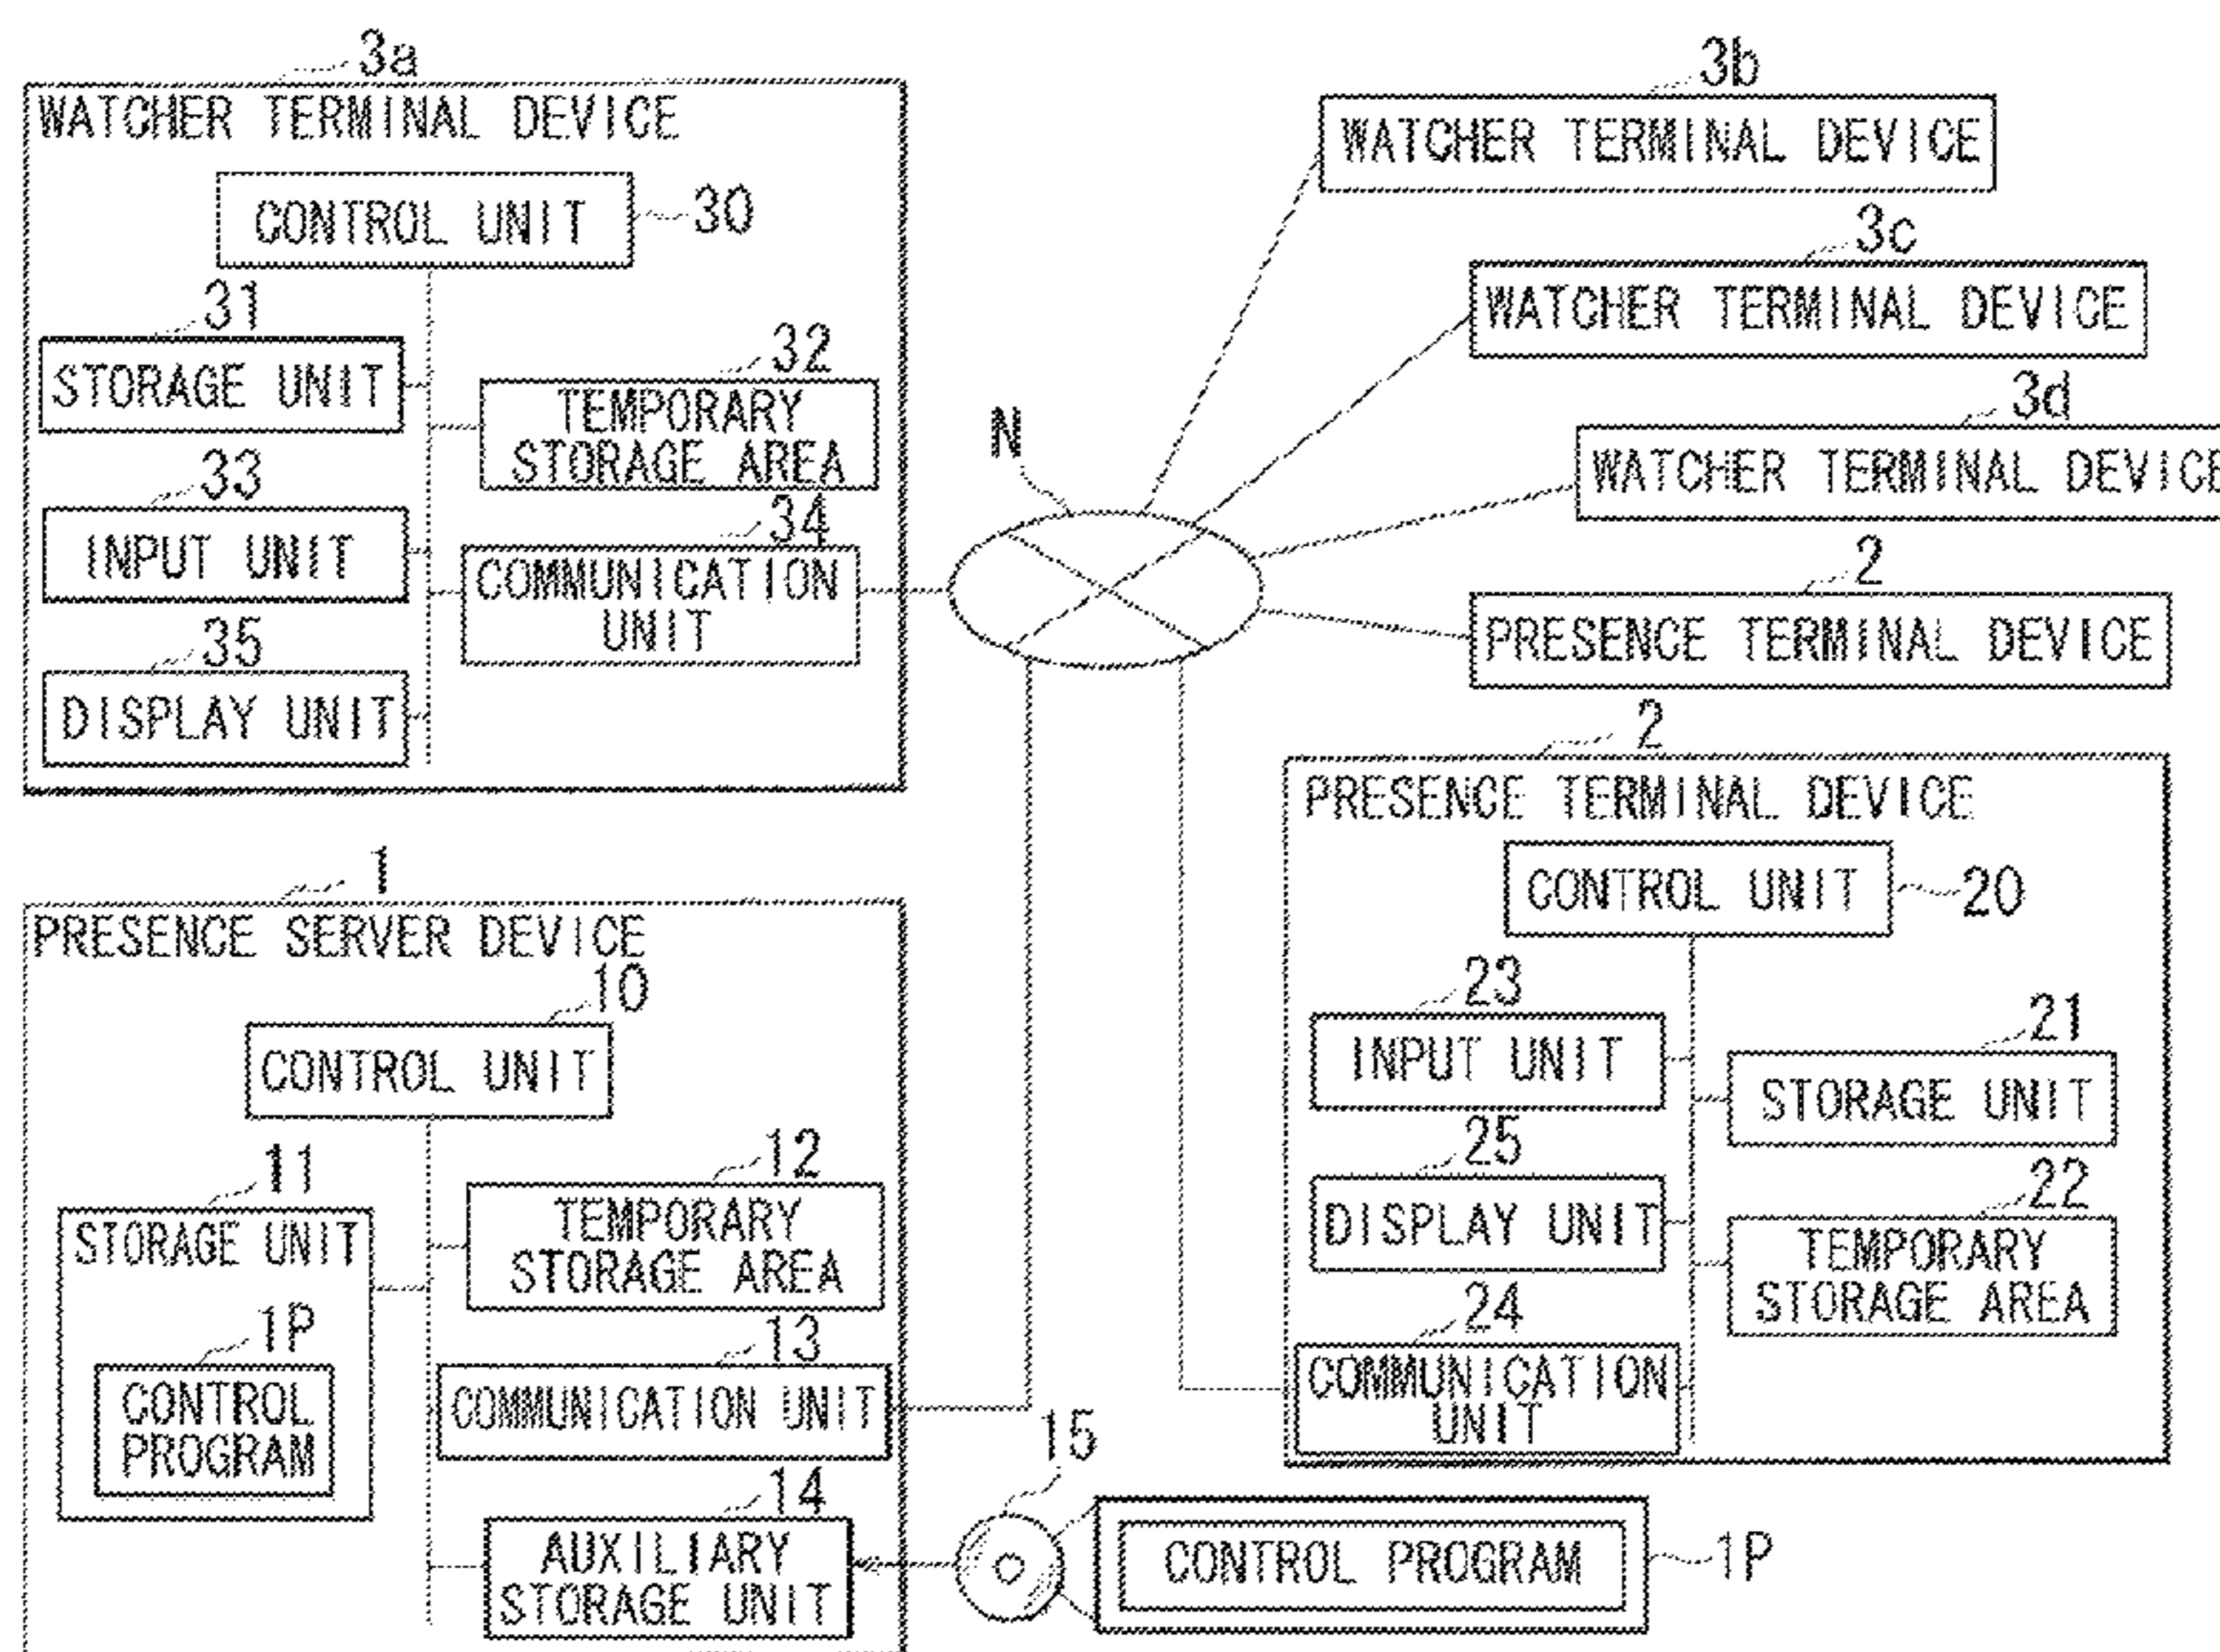 3a
WATCHER TERMINAL DEVICE
CONTROL UNIT
30
31
STORAGE UNIT
32
TEMPORARY
STORAGE AREA
33
INPUT UNIT
34
COMMUNICATION
UNIT
35
DISPLAY UNIT
3b
WATCHER TERMINAL DEVICE
3c
WATCHER TERMINAL DEVICE
3d
WATCHER TERMINAL DEVICE
N
2
PRESENCE TERMINAL DEVICE
2
PRESENCE TERMINAL DEVICE
CONTROL UNIT
20
23
INPUT UNIT
21
STORAGE UNIT
25
DISPLAY UNIT
22
TEMPORARY
STORAGE AREA
24
COMMUNICATION
UNIT
1
PRESENCE SERVER DEVICE
10
CONTROL UNIT
11
STORAGE UNIT
12
TEMPORARY
STORAGE AREA
1P
CONTROL
PROGRAM
13
COMMUNICATION UNIT
14
AUXILIARY
STORAGE UNIT
15
CONTROL PROGRAM
1P